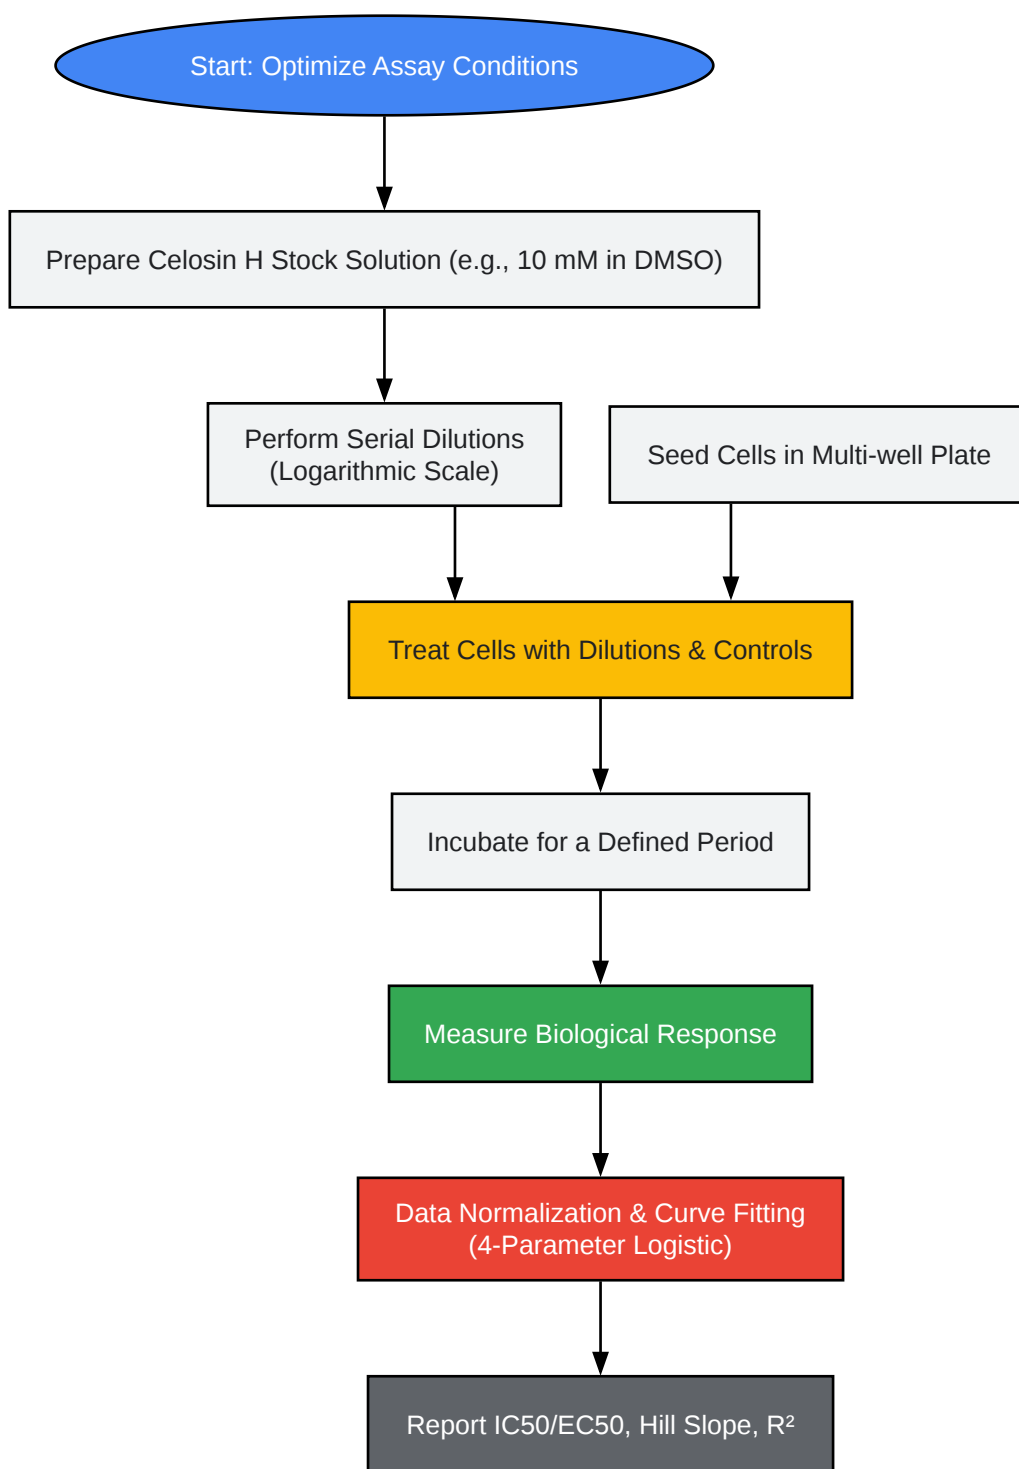 Start: Optimize Assay Conditions
Prepare Celosin H Stock Solution (e.g., 10 mM in DMSO)
Perform Serial Dilutions
(Logarithmic Scale)
Seed Cells in Multi-well Plate
Treat Cells with Dilutions & Controls
Incubate for a Defined Period
Measure Biological Response
Data Normalization & Curve Fitting
(4-Parameter Logistic)
Report IC50/EC50, Hill Slope, R²